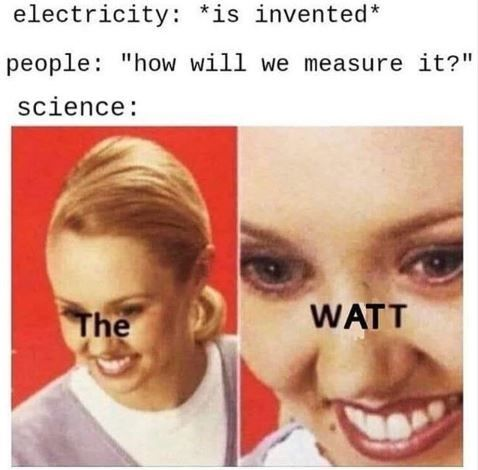 electricity: *is invented*
people: "how will we measure it?"
science:
The
WATT